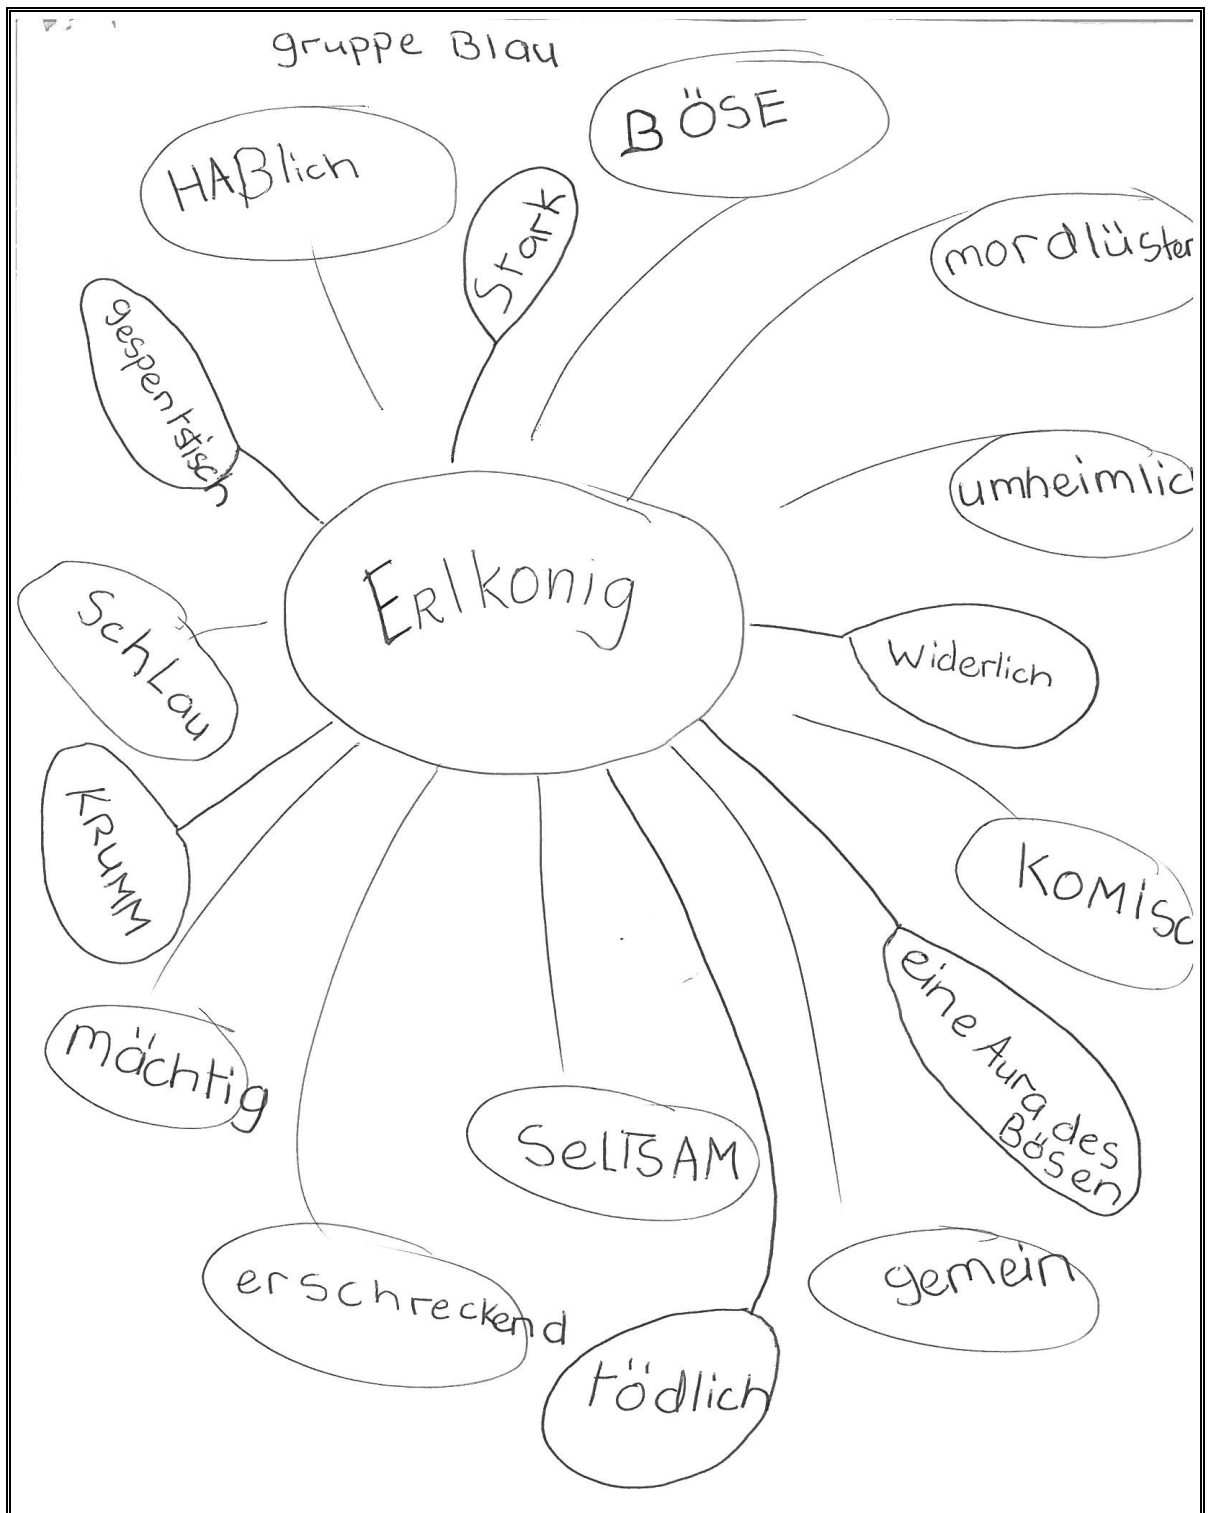 gruppe Blau
HAßlich
Stark
BÖSE
mordlüster
gespentstisch
umheimlic
ERlkonig
SchLau
Widerlich
KRUMM
KOMISC
eine Aura des
Bösen
mächtig
SeLTSAM
erschreckend
gemein
tödlich